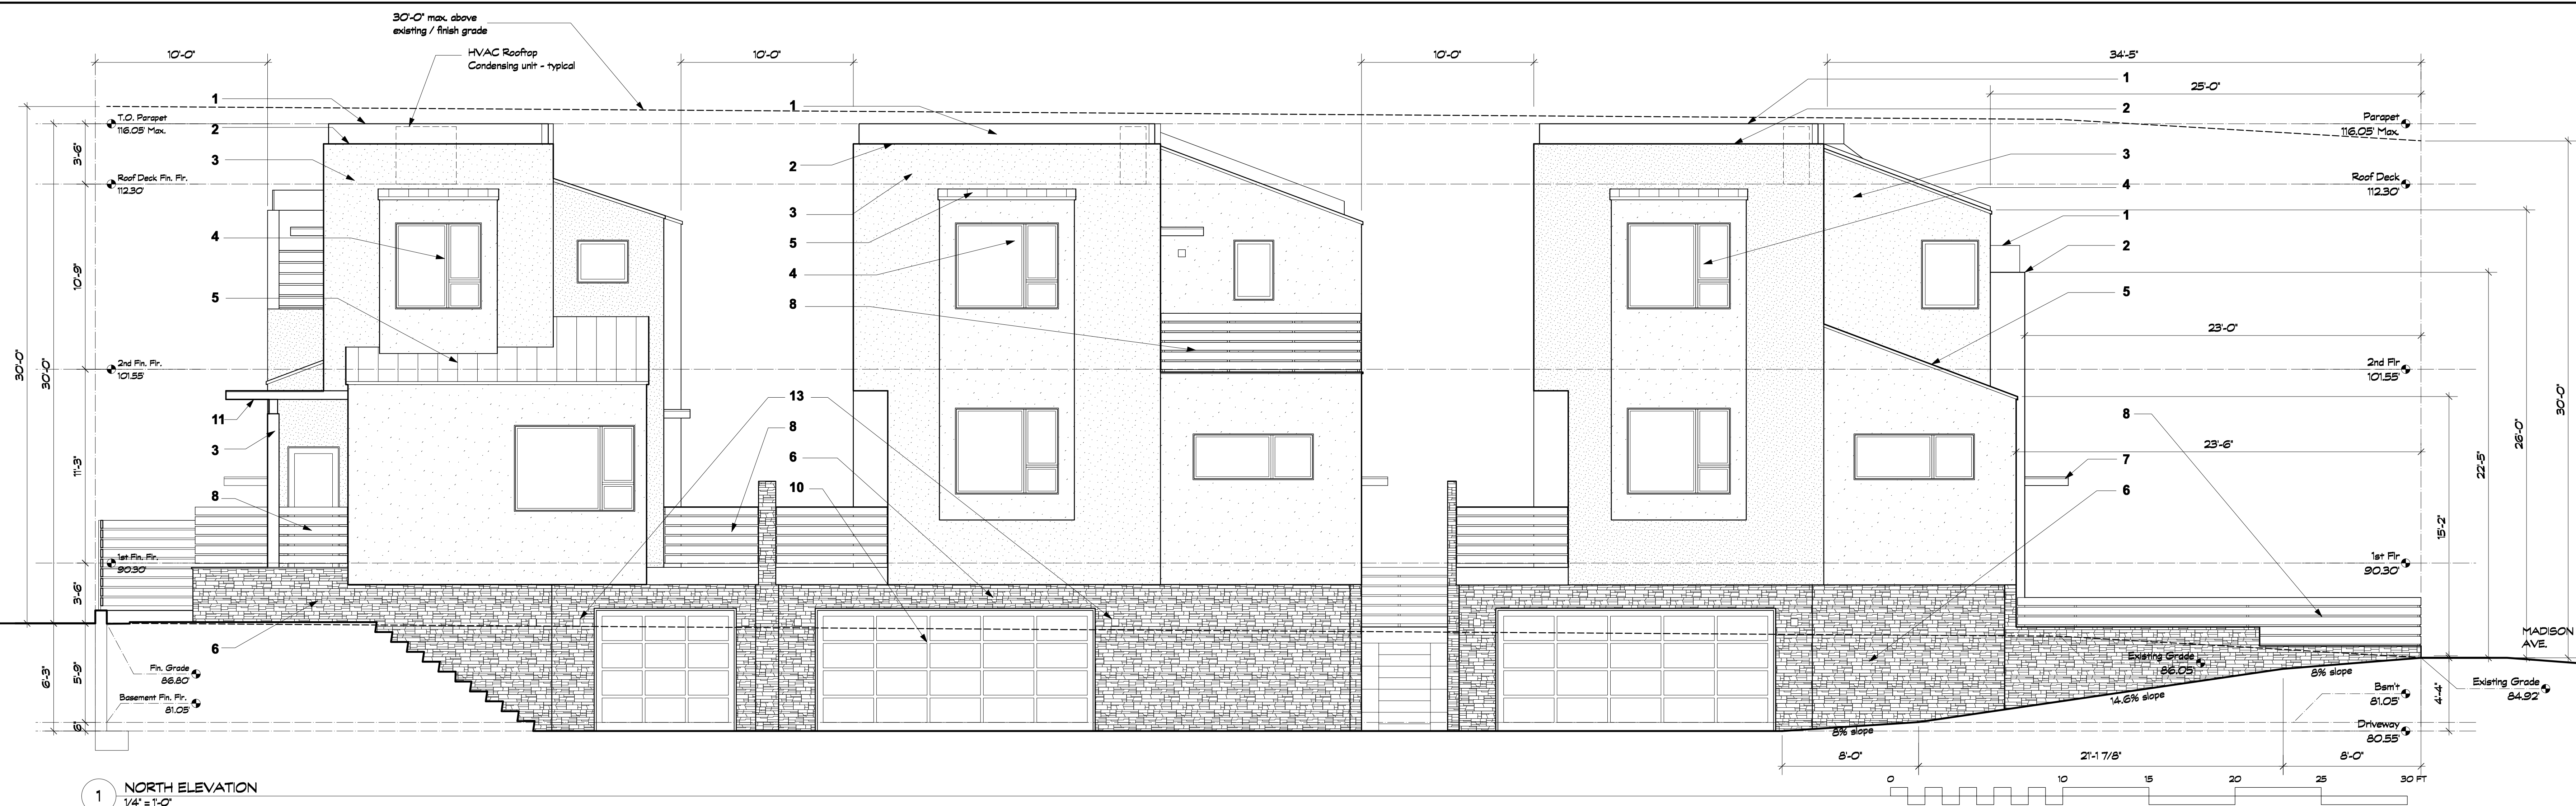 30'-0" max. above
existing / finish grade
HVAC Rooftop
Condensing unit - typical
10'-0"
10'-0"
10'-0"
34'-5"
25'-0"
1
2
3
4
5
11
3
8
6
T.O. Parapet
116.05' Max.
Roof Deck Fin. Flr.
112.30'
2nd Fin. Flr.
101.55'
1st Fin. Flr.
90.30'
Fin. Grade
86.80'
Basement Fin. Flr.
81.05'
30'-0"
30'-0"
3'-6"
10'-9"
11'-3"
3'-6"
6'-3"
5'-9"
6"
1
2
3
5
4
8
13
8
6
10
1
2
3
4
1
2
5
8
7
6
Parapet
116.05' Max.
Roof Deck
112.30'
2nd Flr
101.55'
1st Flr
90.30'
23'-0"
23'-6"
22'-5"
26'-0"
30'-0"
15'-2"
4'-4"
MADISON
AVE.
Existing Grade
86.05'
Existing Grade
84.92'
Bsm't
81.05'
Driveway
80.55'
8% slope
14.6% slope
8% slope
8'-0"
21'-1 7/8"
8'-0"
0 10 15 20 25 30 FT
1 NORTH ELEVATION
1/4" = 1'-0"